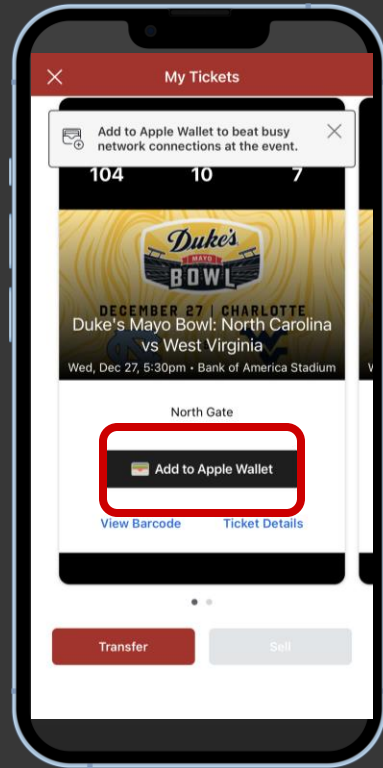 My Tickets
Add to Apple Wallet to beat busy
network connections at the event.
104 10 7
Duke's
MAYO
BOWL
DECEMBER 27 | CHARLOTTE
Duke's Mayo Bowl: North Carolina
vs West Virginia
Wed, Dec 27, 5:30pm • Bank of America Stadium
North Gate
Add to Apple Wallet
View Barcode Ticket Details
Transfer Sell